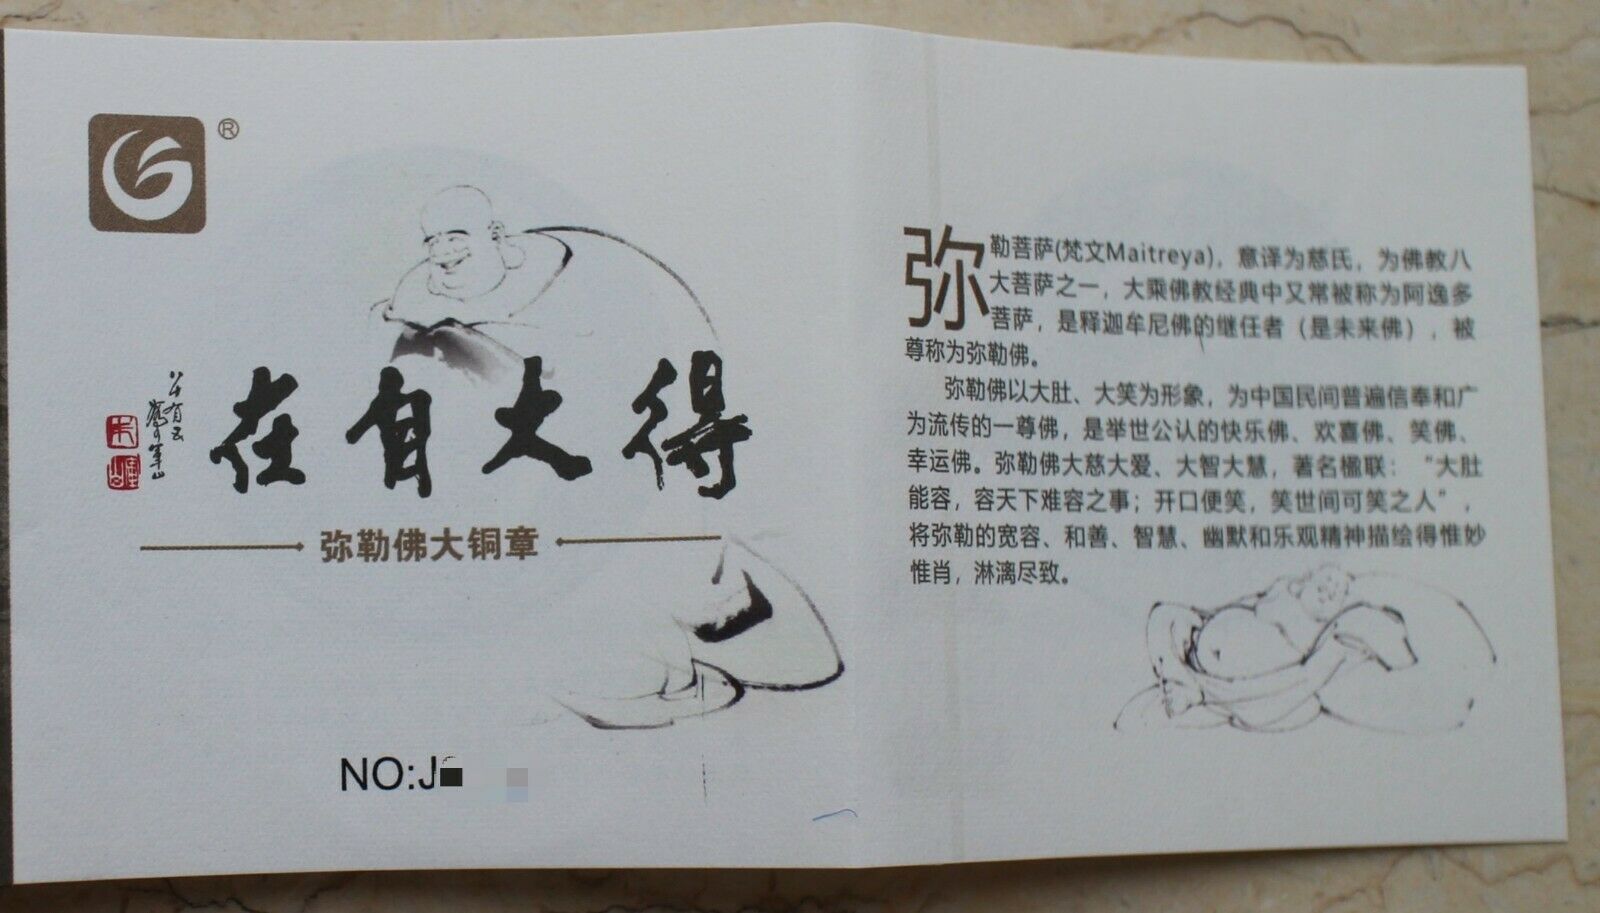 ®
得大自在
弥勒佛大铜章
NO:J
弥勒菩萨(梵文Maitreya)，意译为慈氏，为佛教八
大菩萨之一，大乘佛教经典中又常被称为阿逸多
菩萨，是释迦牟尼佛的继任者（是未来佛），被
尊称为弥勒佛。
弥勒佛以大肚、大笑为形象，为中国民间普遍信奉和广
为流传的一尊佛，是举世公认的快乐佛、欢喜佛、笑佛、
幸运佛。弥勒佛大慈大爱、大智大慧，著名楹联：“大肚
能容，容天下难容之事；开口便笑，笑世间可笑之人”，
将弥勒的宽容、和善、智慧、幽默和乐观精神描绘得惟妙
惟肖，淋漓尽致。